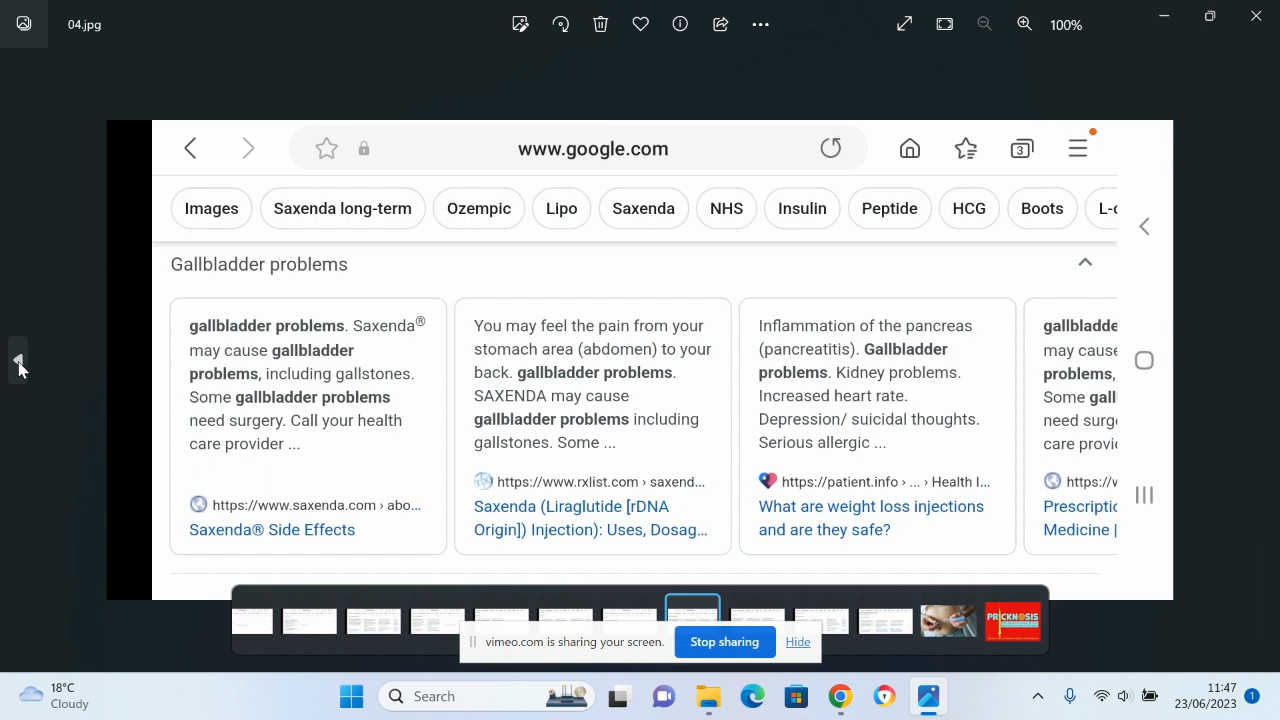 04.jpg
100%
www.google.com
3
Images
Saxenda long-term
Ozempic
Lipo
Saxenda
NHS
Insulin
Peptide
HCG
Boots
L-c
Gallbladder problems
gallbladder problems. Saxenda®
may cause gallbladder
problems, including gallstones.
Some gallbladder problems
need surgery. Call your health
care provider ...
https://www.saxenda.com › abo...
Saxenda® Side Effects
You may feel the pain from your
stomach area (abdomen) to your
back. gallbladder problems.
SAXENDA may cause
gallbladder problems including
gallstones. Some ...
https://www.rxlist.com › saxend...
Saxenda (Liraglutide [rDNA
Origin]) Injection): Uses, Dosag...
Inflammation of the pancreas
(pancreatitis). Gallbladder
problems. Kidney problems.
Increased heart rate.
Depression/ suicidal thoughts.
Serious allergic ...
https://patient.info › ... › Health I...
What are weight loss injections
and are they safe?
gallbladde
may cause
problems,
Some gall
need surge
care provi
https://w
Prescriptic
Medicine |
PRICKNOSIS
vimeo.com is sharing your screen.
Stop sharing
Hide
18°C
Cloudy
Search
11:47
23/06/2023
1